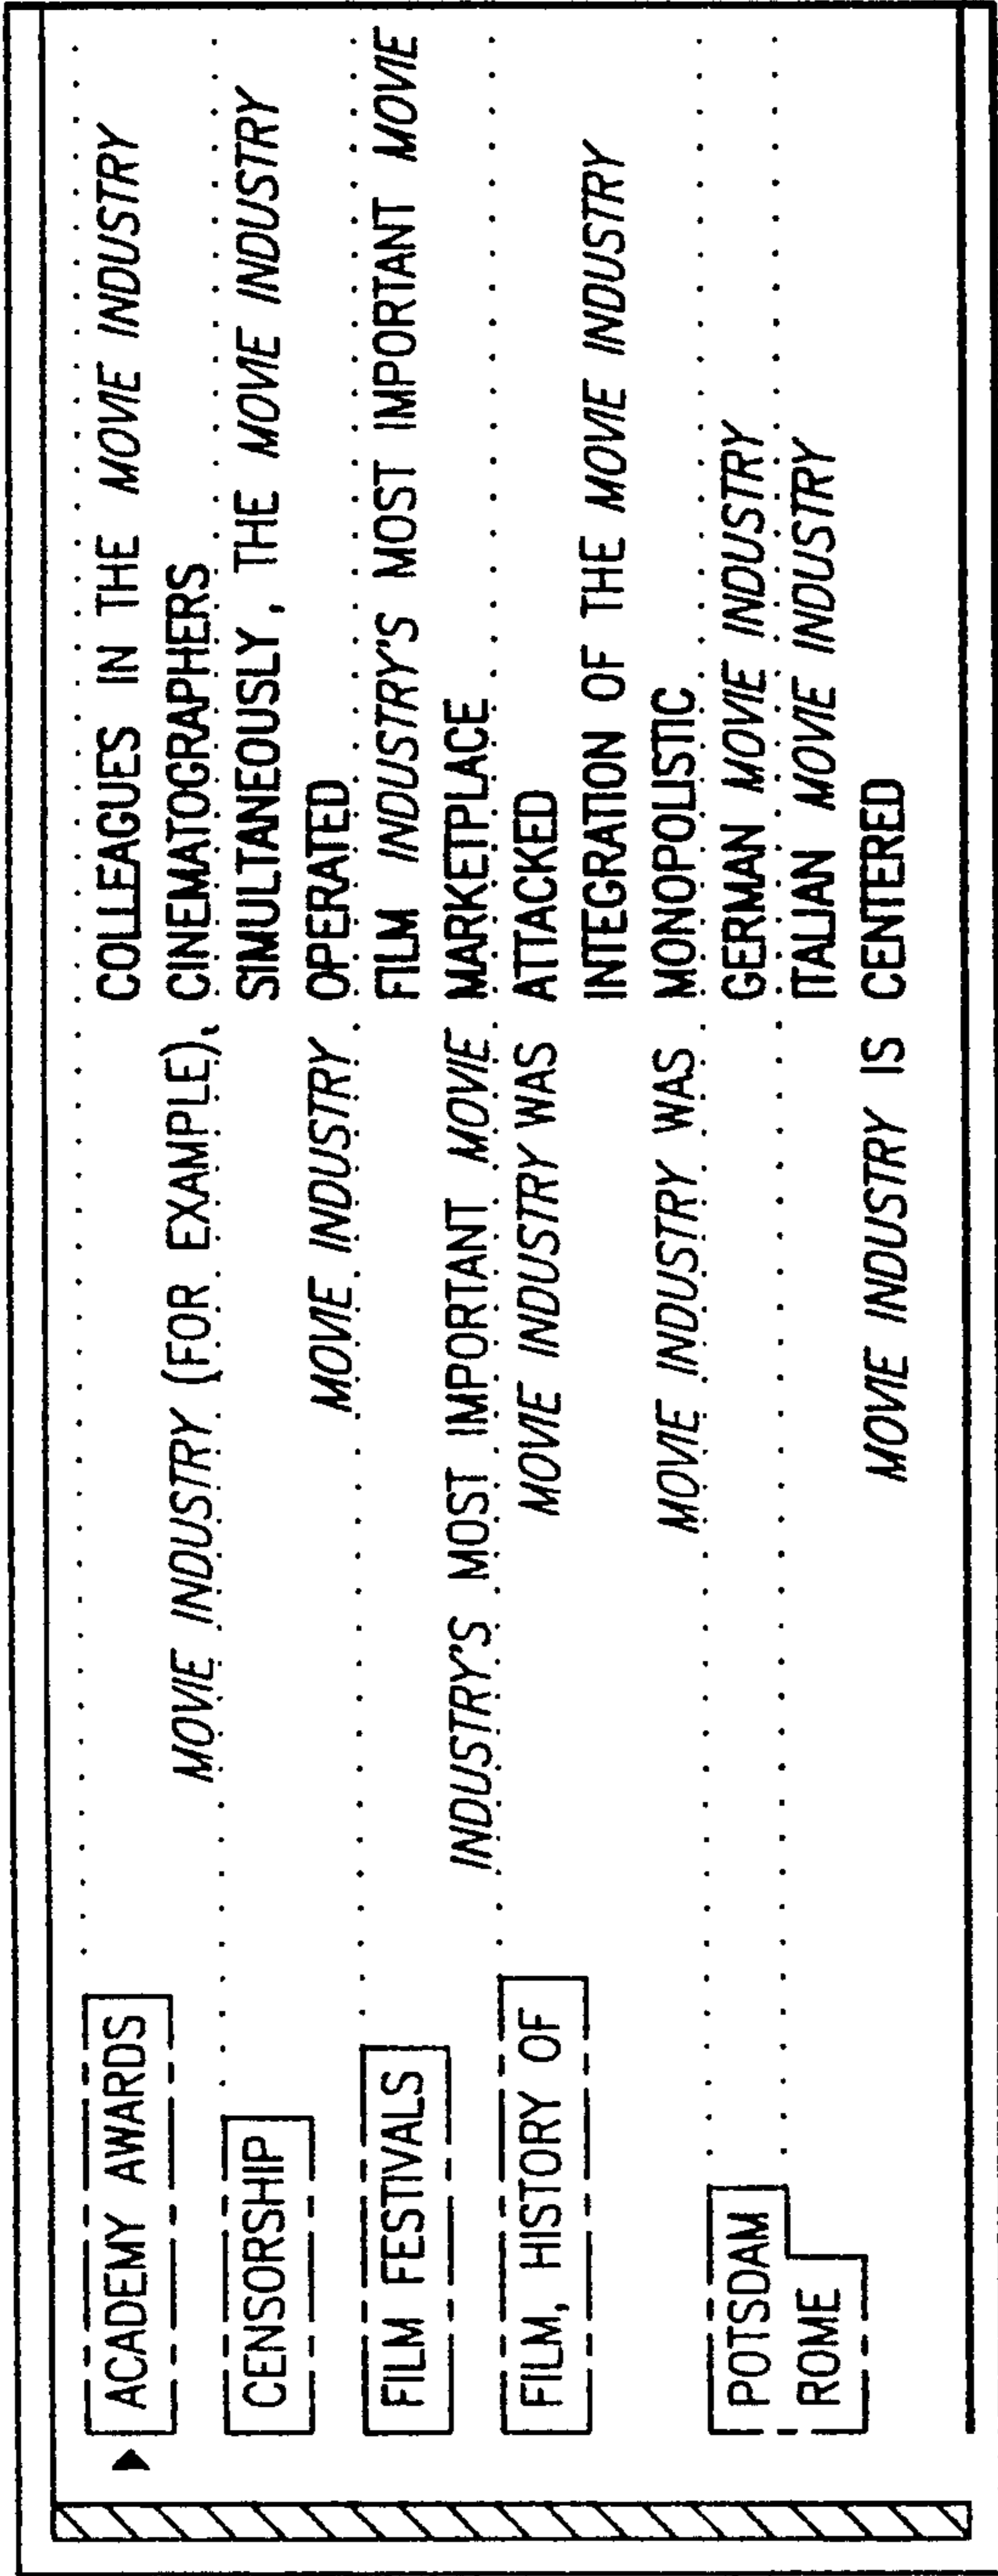 ACADEMY AWARDS COLLEAGUES IN THE MOVIE INDUSTRY
MOVIE INDUSTRY (FOR EXAMPLE), CINEMATOGRAPHERS
CENSORSHIP SIMULTANEOUSLY, THE MOVIE INDUSTRY
MOVIE INDUSTRY OPERATED
FILM FESTIVALS FILM INDUSTRY'S MOST IMPORTANT MOVIE
INDUSTRY'S MOST IMPORTANT MOVIE MARKETPLACE
FILM, HISTORY OF MOVIE INDUSTRY WAS ATTACKED
INTEGRATION OF THE MOVIE INDUSTRY
MOVIE INDUSTRY WAS MONOPOLISTIC
POTSDAM GERMAN MOVIE INDUSTRY
ROME ITALIAN MOVIE INDUSTRY
MOVIE INDUSTRY IS CENTERED